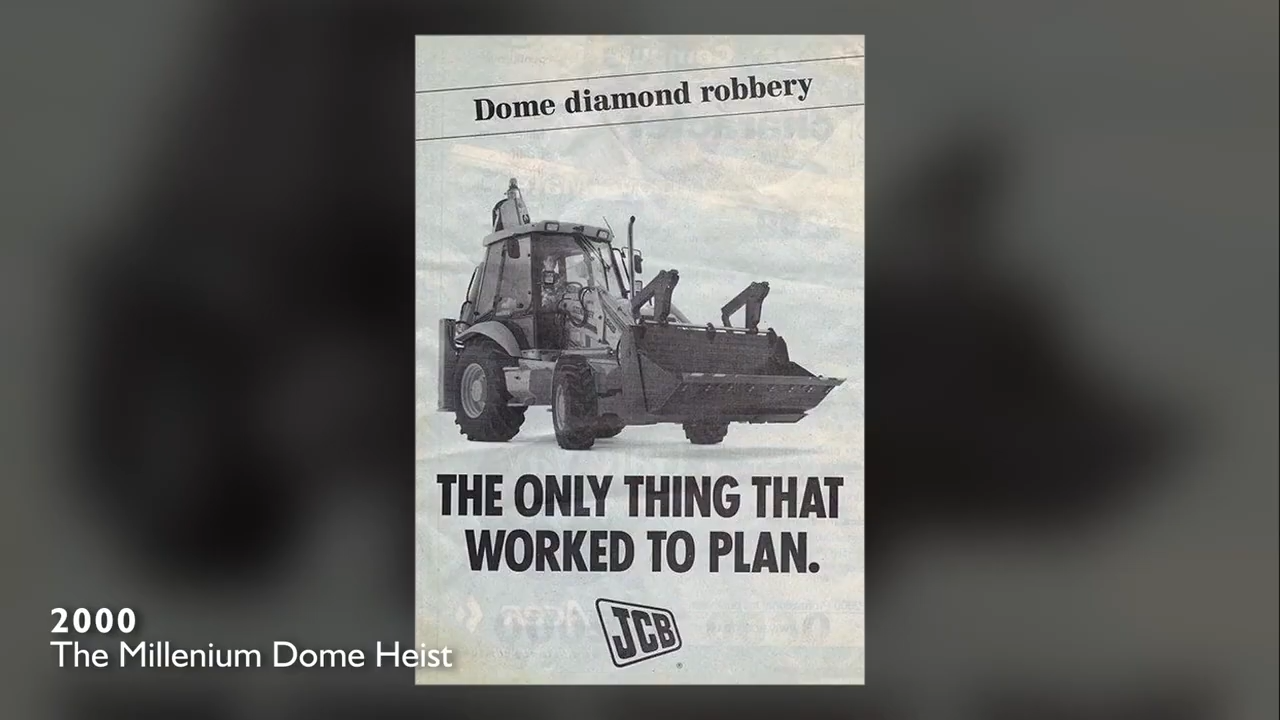 Dome diamond robbery
THE ONLY THING THAT
WORKED TO PLAN.
JCB
2000
The Millenium Dome Heist